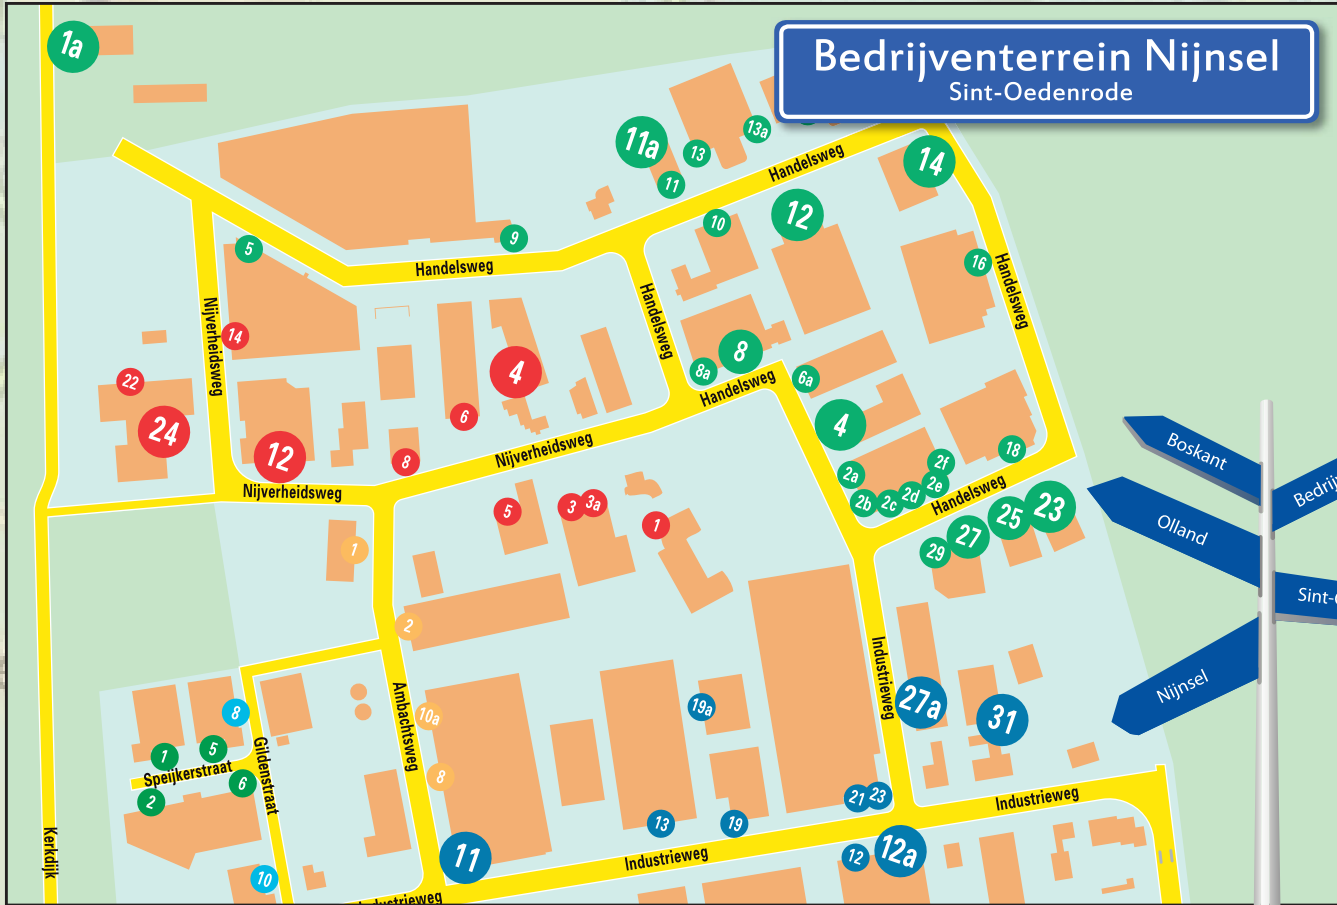 Bedrijventerrein Nijnsel
Sint-Oedenrode
1a
11a
13
13a
11
Handelsweg
14
12
10
9
5
Handelsweg
16
Handelsweg
Handelsweg
Nijverheidsweg
14
22
24
4
8
8a
Handelsweg
6a
6
12
8
Nijverheidsweg
4
Nijverheidsweg
2a
2b
2c
2d
2e
2f
18
Handelsweg
5
3
3a
1
23
25
27
29
1
2
Boskant
Olland
Nijnsel
Industrieweg
27a
31
19a
10a
Ambachtsweg
8
8
1
5
Speijkerstraat
6
2
Gildenstraat
10
Kerkdijk
11
13
19
21
23
Industrieweg
Industrieweg
12
12a